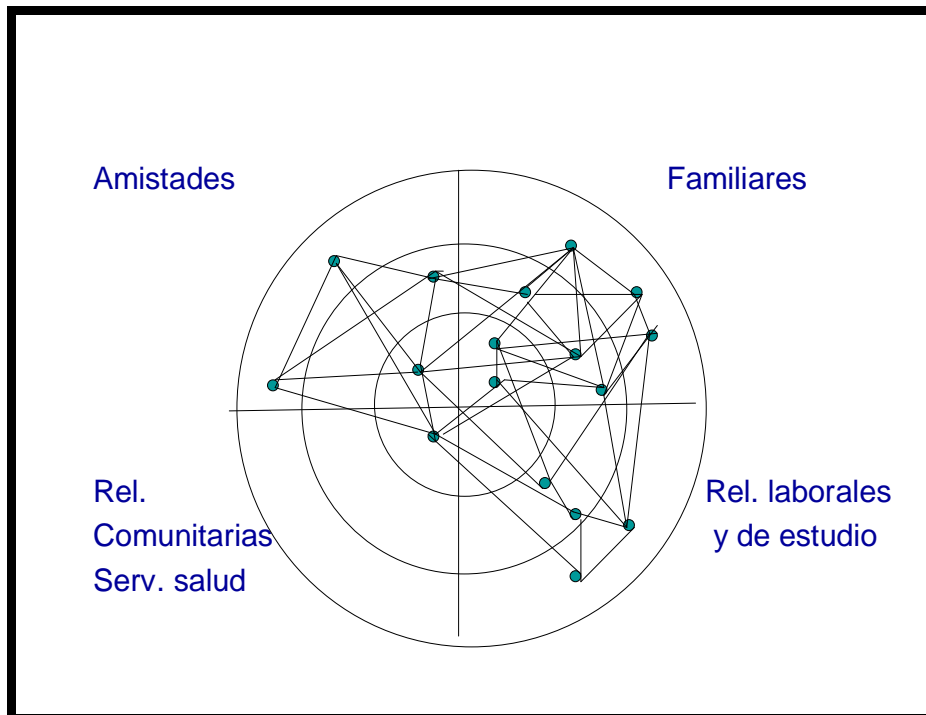 Amistades
Familiares
Rel.
Comunitarias
Serv. salud
Rel. laborales
y de estudio